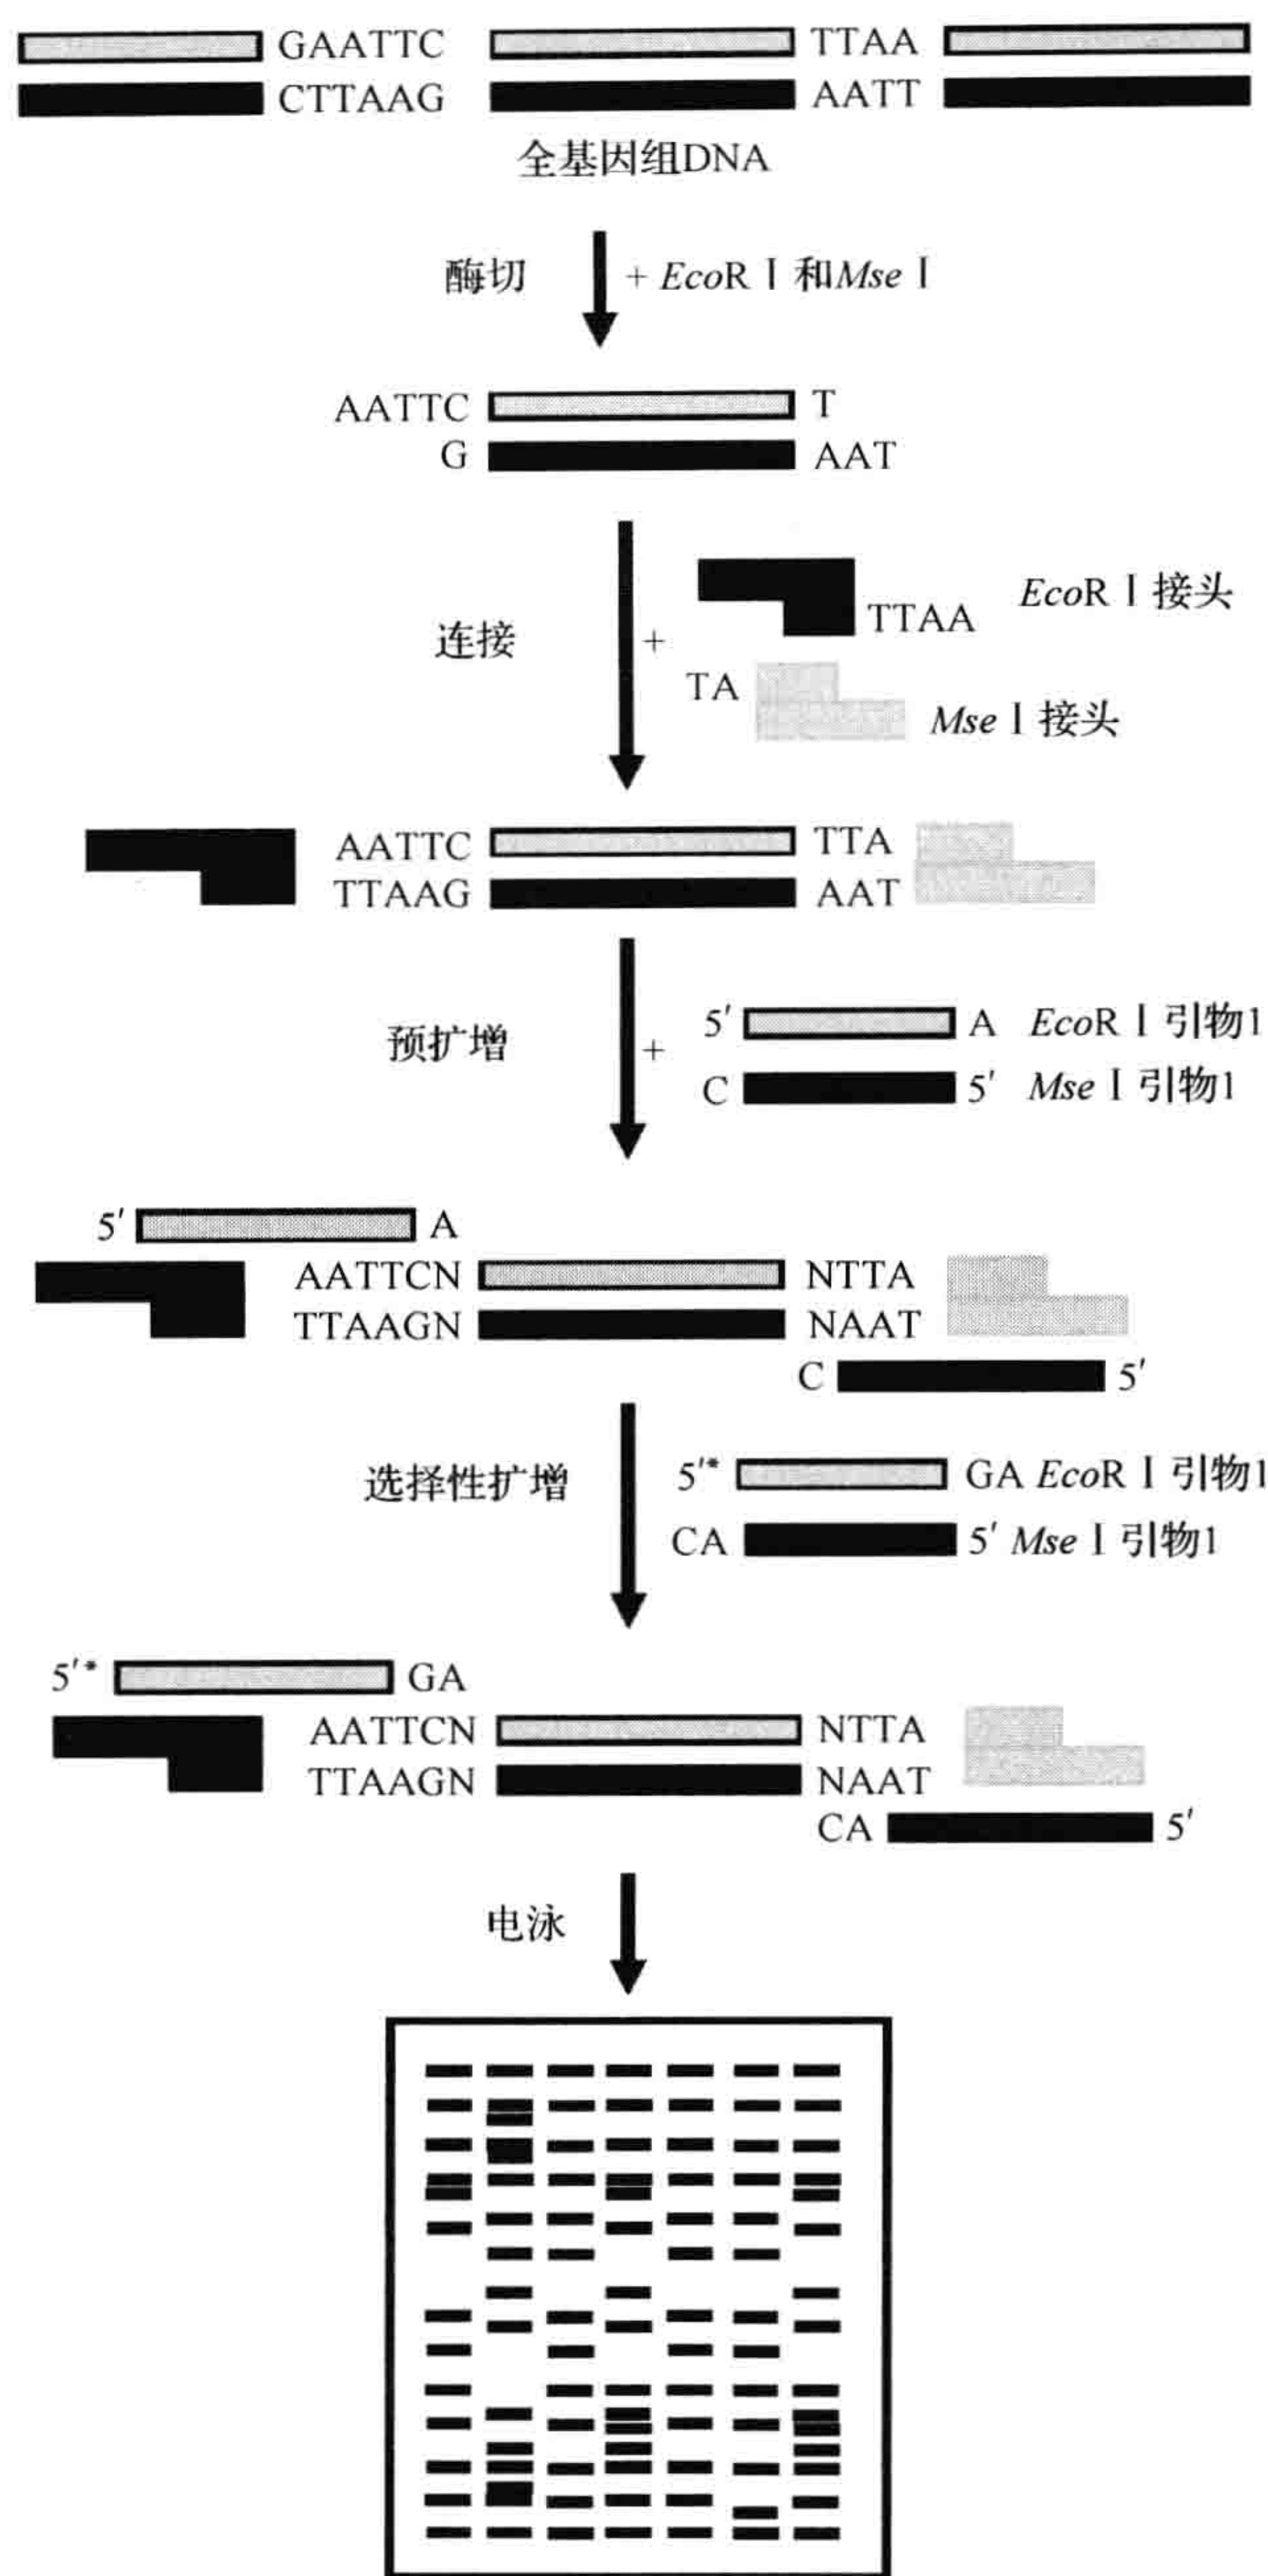 GAATTC TTAA
CTTAAG AATT
全基因组DNA
酶切 + EcoR Ⅰ 和Mse Ⅰ
AATTC T
G AAT
连接 +
TTAA EcoR Ⅰ 接头
TA
Mse Ⅰ 接头
AATTC TTA
TTAAG AAT
预扩增 +
5′ A EcoR Ⅰ 引物1
C 5′ Mse Ⅰ 引物1
5′ A
AATTCN NTTA
TTAAGN NAAT
C 5′
选择性扩增
5′* GA EcoR Ⅰ 引物1
CA 5′ Mse Ⅰ 引物1
5′* GA
AATTCN NTTA
TTAAGN NAAT
CA 5′
电泳